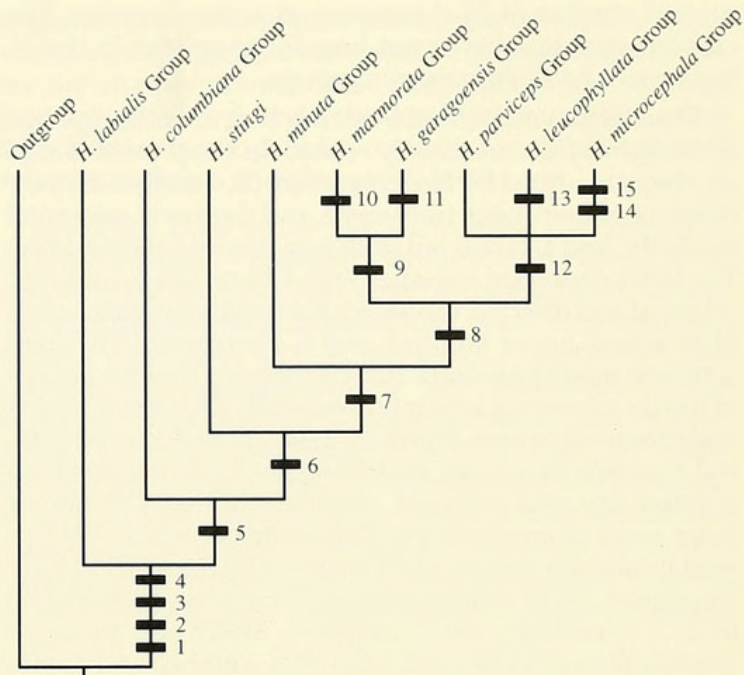 Outgroup
H. labialis Group
H. columbiana Group
H. stingi
H. minuta Group
H. marmorata Group
H. garagoensis Group
H. parviceps Group
H. leucophyllata Group
H. microcephala Group
10
11
13
15
14
9
12
8
7
6
5
4
3
2
1